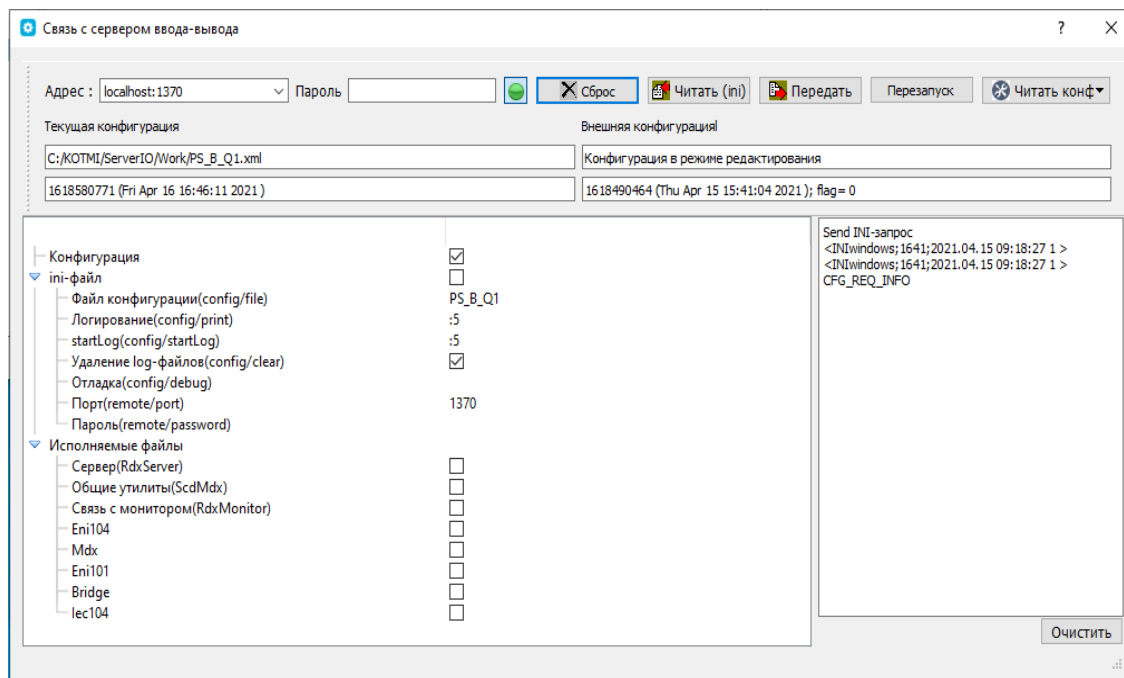 Связь с сервером ввода-вывода
Адрес : localhost:1370 Пароль Сброс Читать (ini) Передать Перезапуск Читать конф
Текущая конфигурация Внешняя конфигурация
C:/KOTMI/ServerIO/Work/PS_B_Q1.xml Конфигурация в режиме редактирования
1618580771 (Fri Apr 16 16:46:11 2021 ) 1618490464 (Thu Apr 15 15:41:04 2021 ); flag= 0
Send INI-запрос
<INIwindows;1641;2021.04.15 09:18:27 1 >
<INIwindows;1641;2021.04.15 09:18:27 1 >
CFG_REQ_INFO
Конфигурация
ini-файл
Файл конфигурации(config/file) PS_B_Q1
Логирование(config/print) :5
startLog(config/startLog) :5
Удаление log-файлов(config/clear)
Отладка(config/debug)
Порт(remote/port) 1370
Пароль(remote/password)
Исполняемые файлы
Сервер(RdxServer)
Общие утилиты(ScdMdx)
Связь с монитором(RdxMonitor)
Eni104
Mdx
Eni101
Bridge
Iec104
Очистить